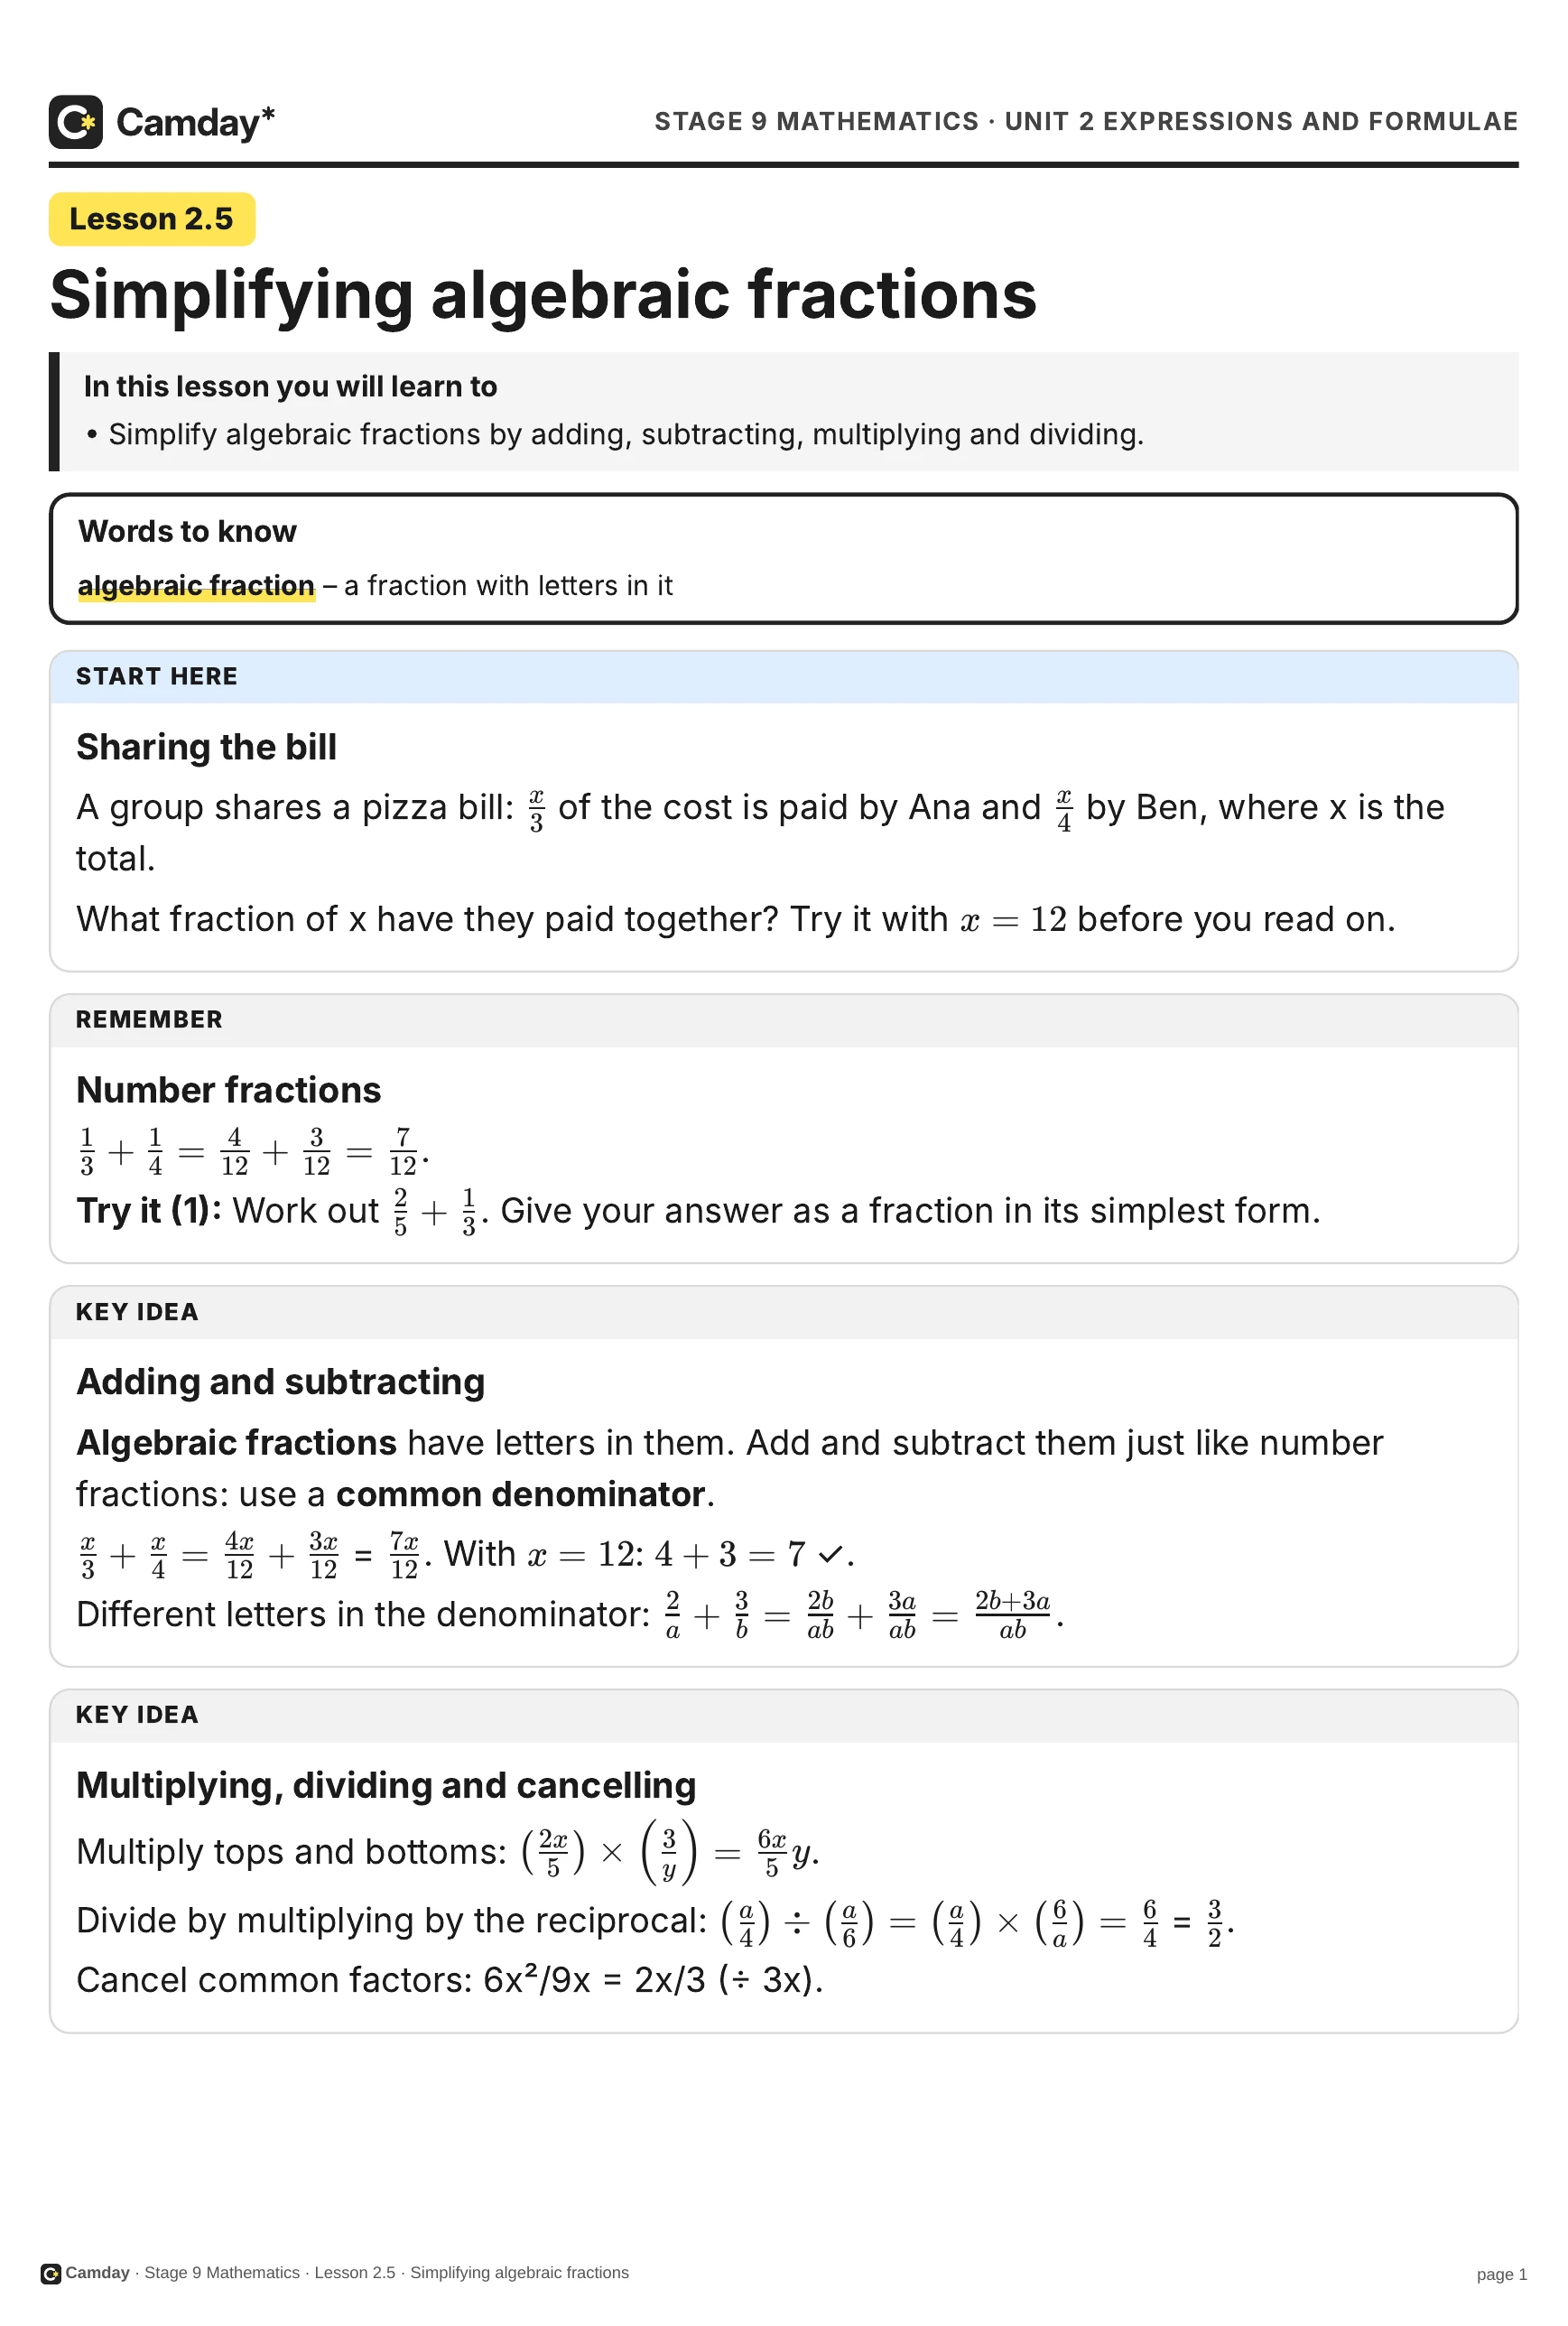 Camday*
STAGE 9 MATHEMATICS · UNIT 2 EXPRESSIONS AND FORMULAE
Lesson 2.5
Simplifying algebraic fractions
In this lesson you will learn to
• Simplify algebraic fractions by adding, subtracting, multiplying and dividing.
Words to know
algebraic fraction – a fraction with letters in it
START HERE
Sharing the bill
A group shares a pizza bill: x/3 of the cost is paid by Ana and x/4 by Ben, where x is the
total.
What fraction of x have they paid together? Try it with x = 12 before you read on.
REMEMBER
Number fractions
1/3 + 1/4 = 4/12 + 3/12 = 7/12.
Try it (1): Work out 2/5 + 1/3. Give your answer as a fraction in its simplest form.
KEY IDEA
Adding and subtracting
Algebraic fractions have letters in them. Add and subtract them just like number
fractions: use a common denominator.
x/3 + x/4 = 4x/12 + 3x/12 = 7x/12. With x = 12: 4 + 3 = 7 ✓.
Different letters in the denominator: 2/a + 3/b = 2b/ab + 3a/ab = (2b+3a)/ab.
KEY IDEA
Multiplying, dividing and cancelling
Multiply tops and bottoms: (2x/5) × (3/y) = 6x/5 y.
Divide by multiplying by the reciprocal: (a/4) ÷ (a/6) = (a/4) × (6/a) = 6/4 = 3/2.
Cancel common factors: 6x²/9x = 2x/3 (÷ 3x).
Camday · Stage 9 Mathematics · Lesson 2.5 · Simplifying algebraic fractions
page 1